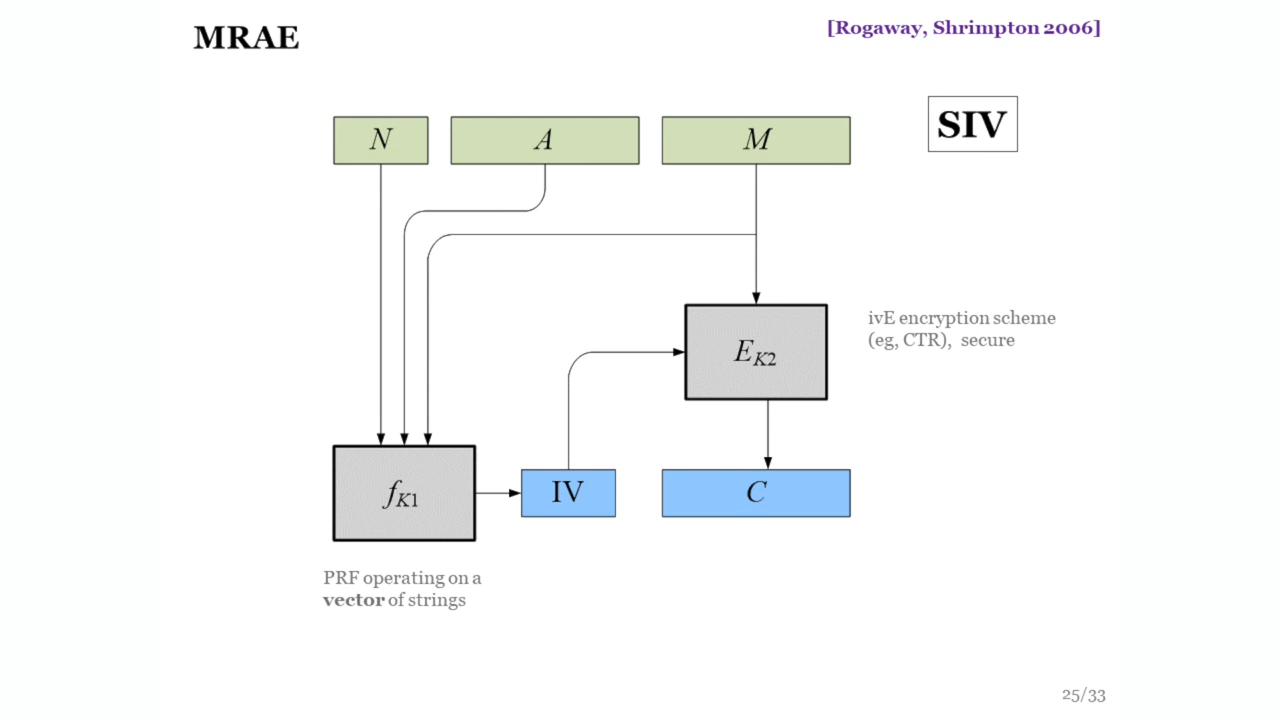 MRAE
[Rogaway, Shrimpton 2006]
SIV
N
A
M
ivE encryption scheme
(eg, CTR), secure
E_K2
f_K1
IV
C
PRF operating on a
vector of strings
25/33